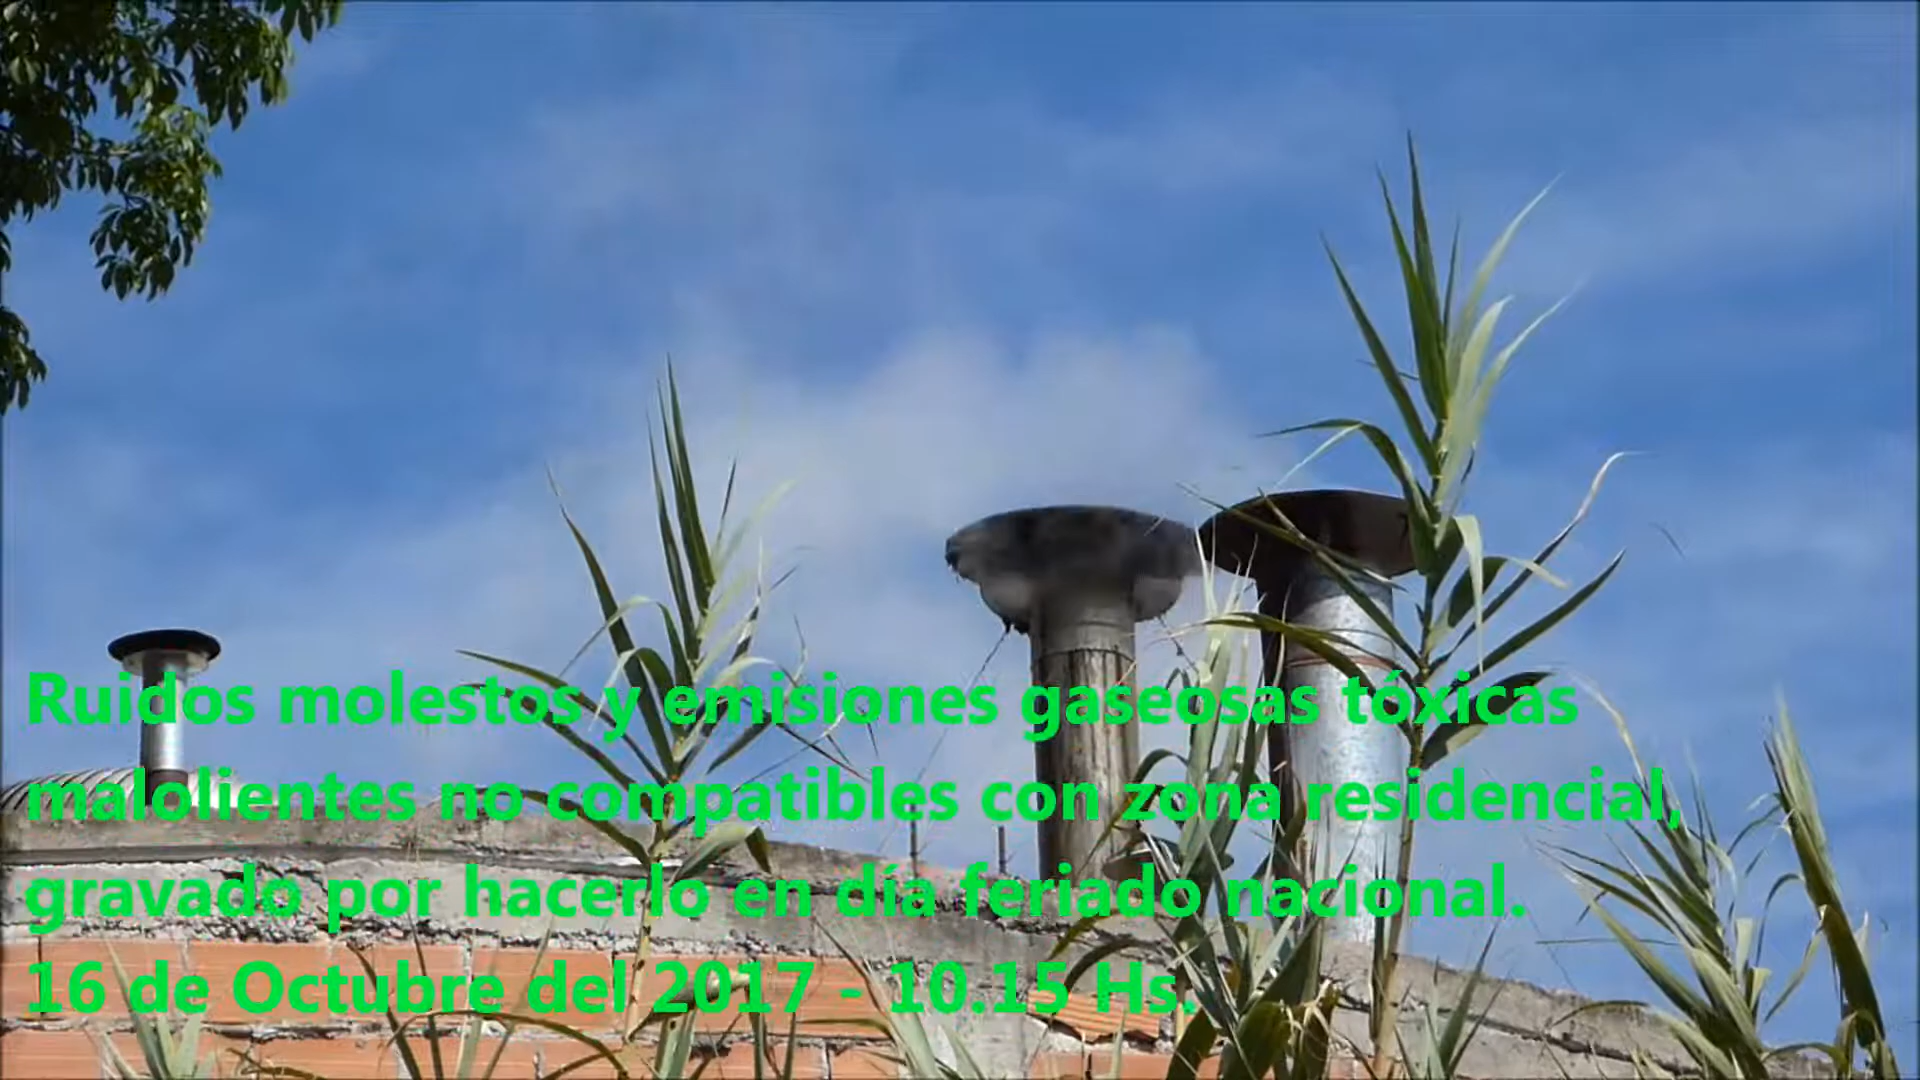 Ruidos molestos y emisiones gaseosas tóxicas
malolientes no compatibles con zona residencial,
gravado por hacerlo en día feriado nacional.
16 de Octubre del 2017 - 10.15 Hs.